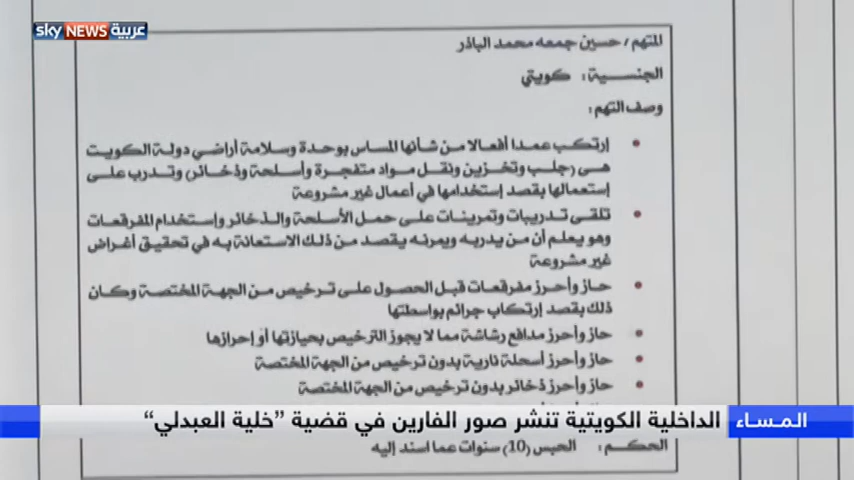 sky NEWS عربية
المتهم / حسين جمعه محمد الباذر
الجنسية : كويتي
وصف التهم :
إرتكب عمدا أفعالا من شأنها المساس بوحدة وسلامة أراضي دولة الكويت
هى (جلب وتخزين ونقل مواد متفجرة وأسلحة وذخائر) وتدرب على
إستعمالها بقصد إستخدامها في أعمال غير مشروعة
تلقى تدريبات وتمرينات على حمل الأسلحة والذخائر وإستخدام المفرقعات
وهو يعلم أن من يدربه ويمرنه يقصد من ذلك الاستعانة به في تحقيق أغراض
غير مشروعة
حاز وأحرز مفرقعات قبل الحصول على ترخيص من الجهة المختصة وكان
ذلك بقصد إرتكاب جرائم بواسطتها
حاز وأحرز مدافع رشاشة مما لا يجوز الترخيص بحيازتها أو إحرازها
حاز وأحرز أسحلة نارية بدون ترخيص من الجهة المختصة
حاز وأحرز ذخائر بدون ترخيص من الجهة المختصة
المساء الداخلية الكويتية تنشر صور الفارين في قضية "خلية العبدلي"
الحكم : الحبس (10) سنوات عما اسند إليه